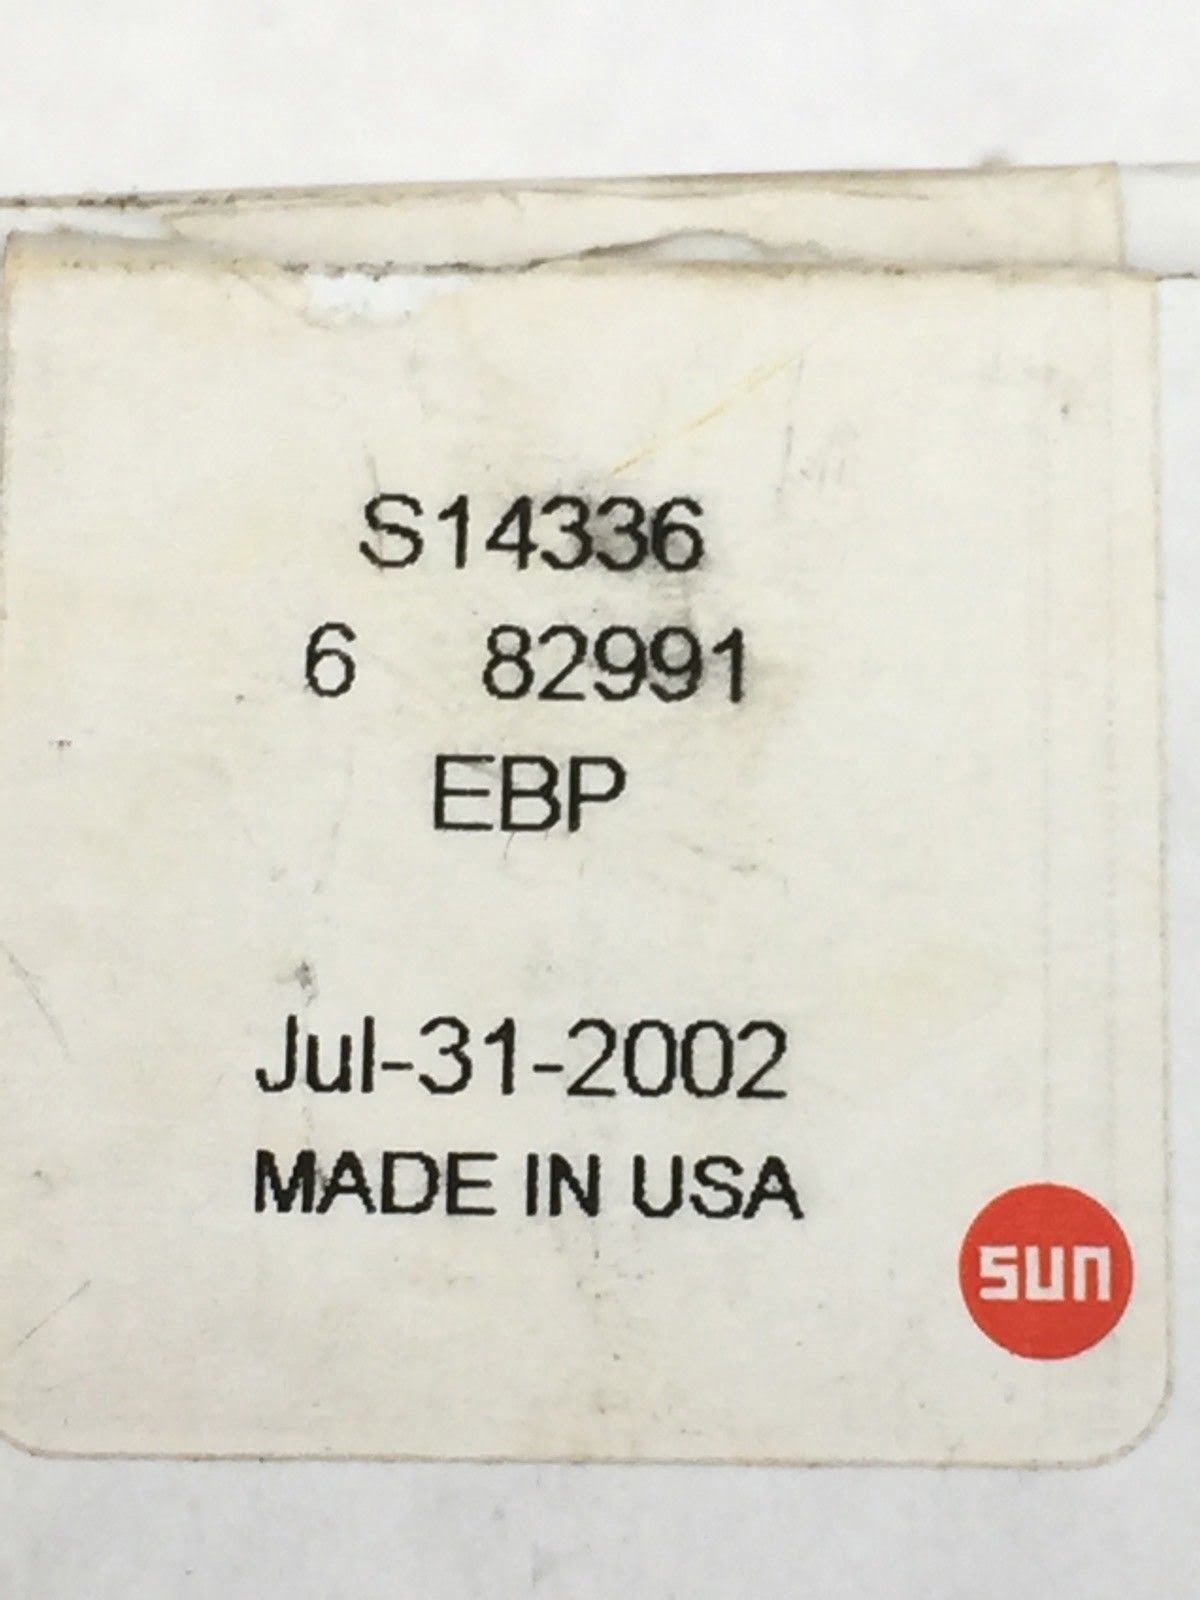 S14336
6 82991
EBP
Jul-31-2002
MADE IN USA
sun